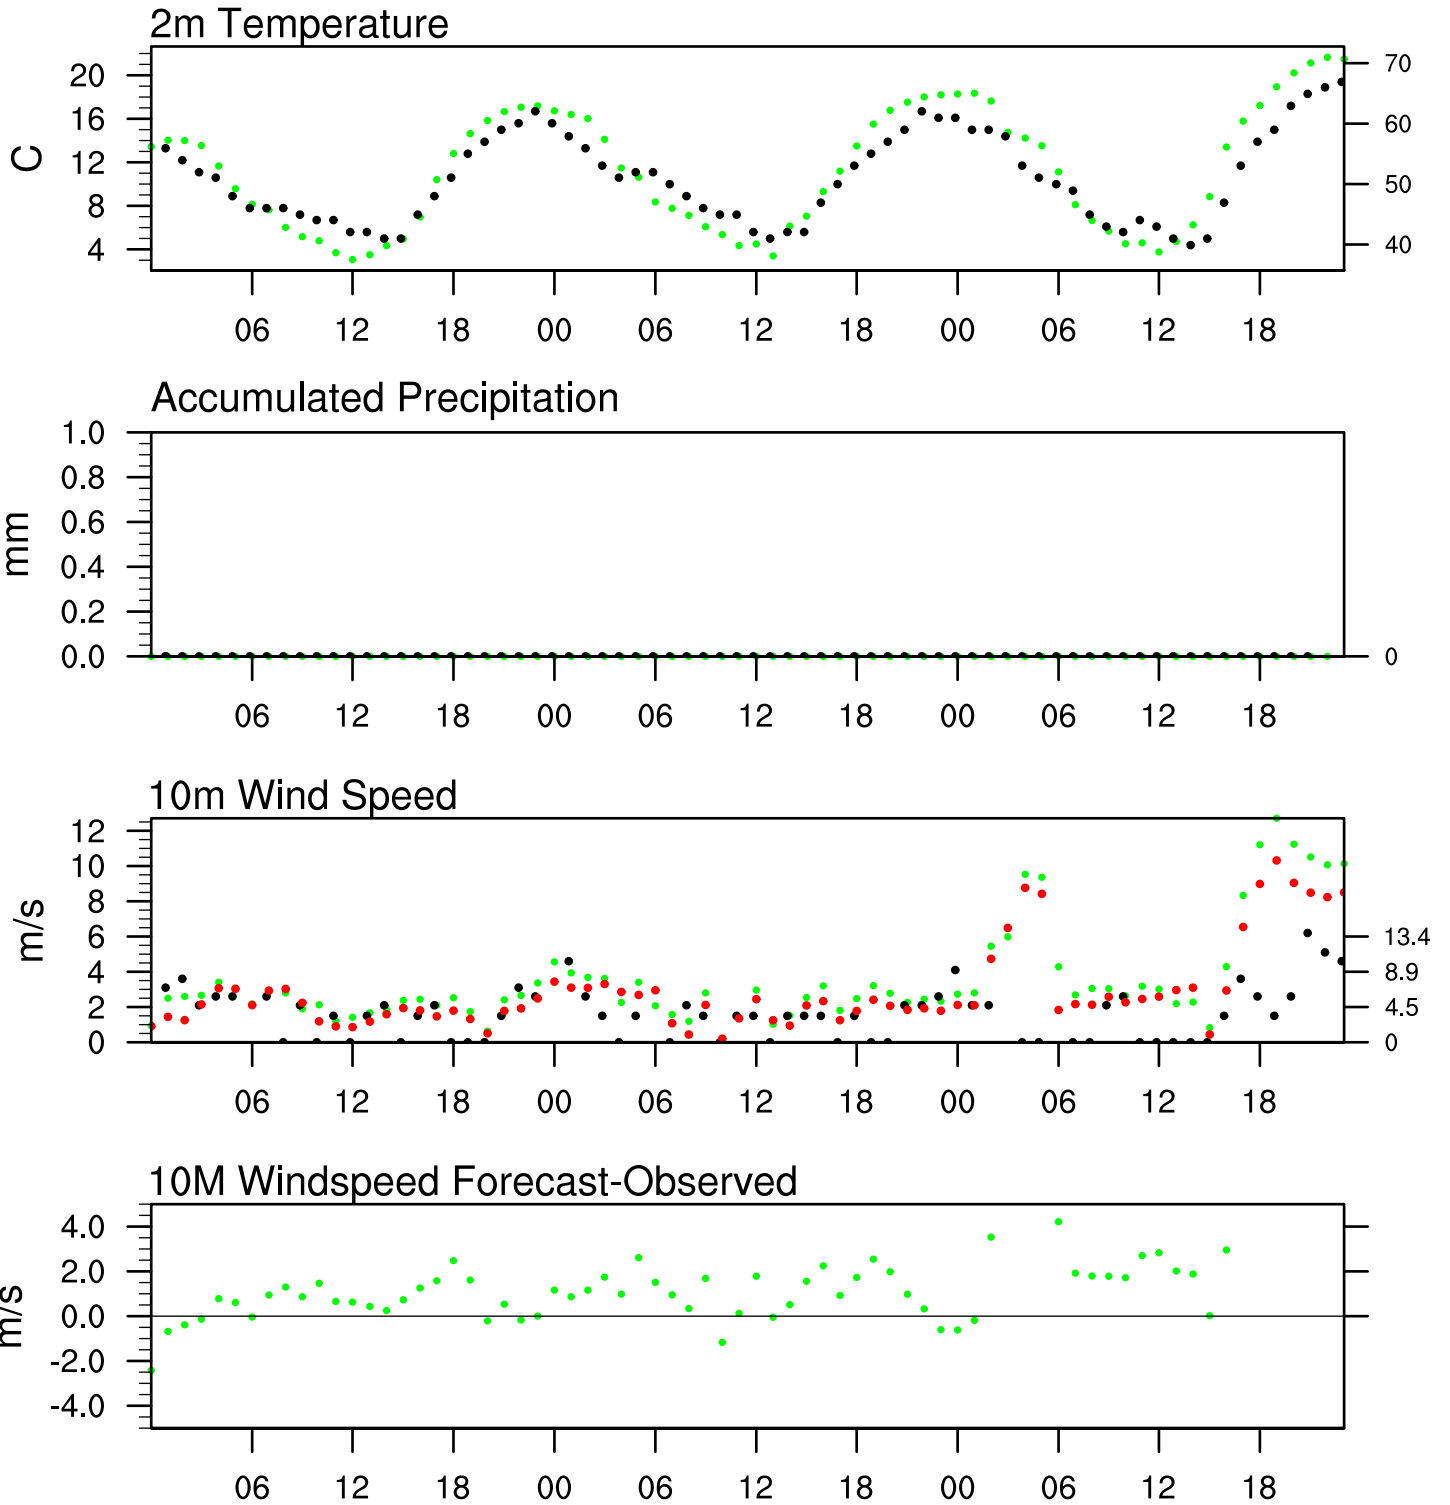 2m Temperature
20
16
12
8
4
C
70
60
50
40
06 12 18 00 06 12 18 00 06 12 18
Accumulated Precipitation
1.0
0.8
0.6
0.4
0.2
0.0
mm
0
06 12 18 00 06 12 18 00 06 12 18
10m Wind Speed
12
10
8
6
4
2
0
m/s
13.4
8.9
4.5
0
06 12 18 00 06 12 18 00 06 12 18
10M Windspeed Forecast-Observed
4.0
2.0
0.0
-2.0
-4.0
m/s
06 12 18 00 06 12 18 00 06 12 18